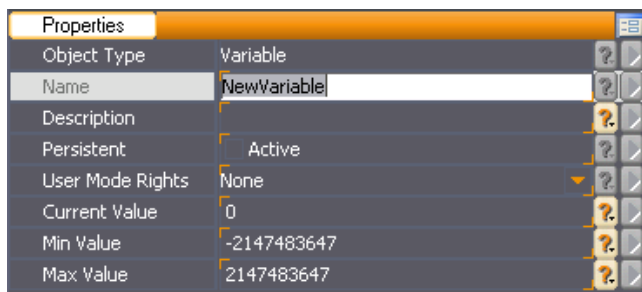 Properties
Object Type Variable
Name NewVariable
Description
Persistent Active
User Mode Rights None
Current Value 0
Min Value -2147483647
Max Value 2147483647